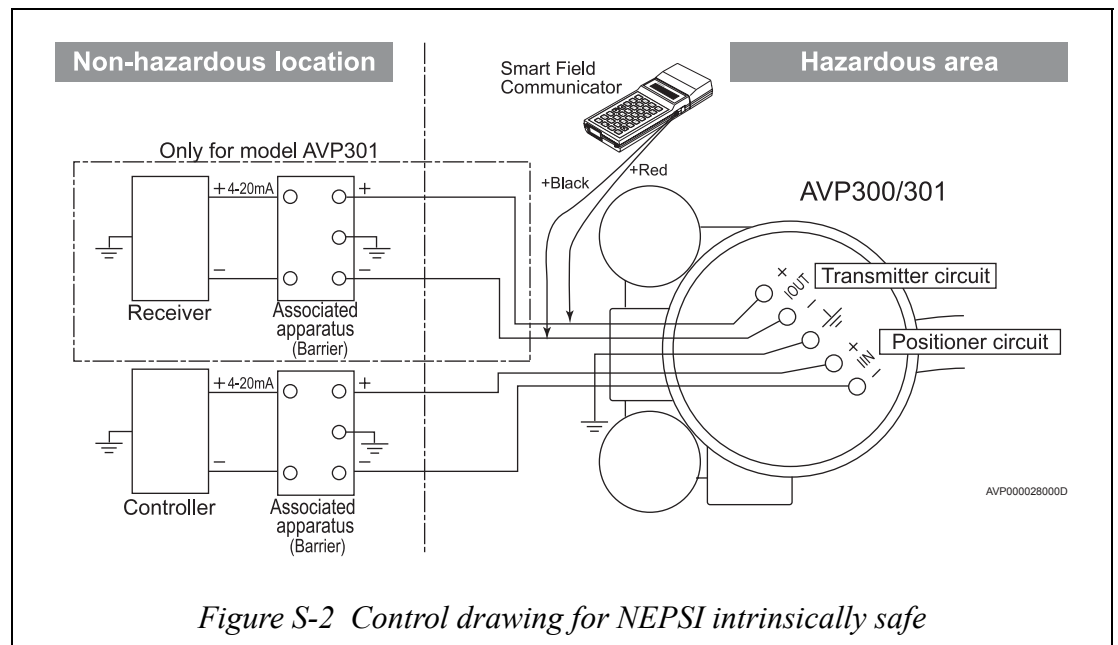 Non-hazardous location
Hazardous area
Smart Field
Communicator
Only for model AVP301
+Black
+Red
AVP300/301
+ 4-20mA
+
−
−
Receiver
Associated
apparatus
(Barrier)
+
IOUT
−
Transmitter circuit
+
IIN
−
Positioner circuit
+ 4-20mA
+
−
−
Controller
Associated
apparatus
(Barrier)
AVP000028000D
Figure S-2 Control drawing for NEPSI intrinsically safe